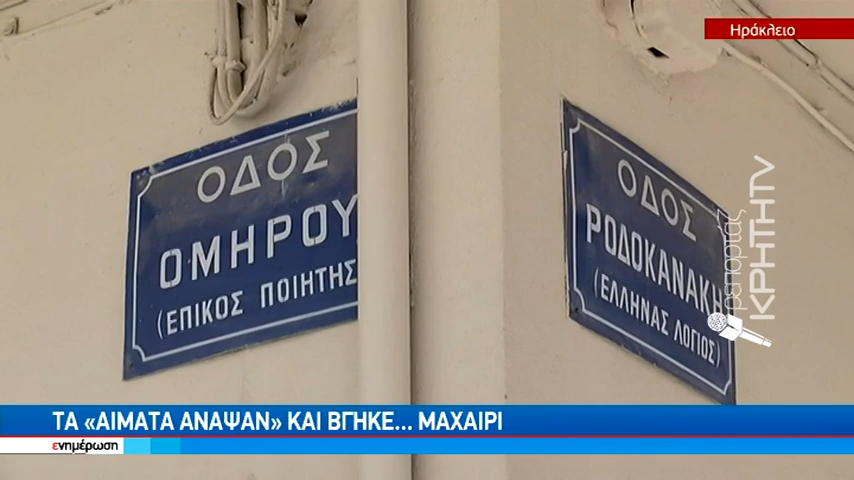 Ηράκλειο
ΟΔΟΣ
ΟΜΗΡΟΥ
(ΕΠΙΚΟΣ ΠΟΙΗΤΗΣ
ΟΔΟΣ
ΡΟΔΟΚΑΝΑΚΗ
(ΕΛΛΗΝΑΣ ΛΟΓΙΟΣ)
ρεπορτάζ
ΚΡΗΤΗTV
ΤΑ «ΑΙΜΑΤΑ ΑΝΑΨΑΝ» ΚΑΙ ΒΓΗΚΕ... ΜΑΧΑΙΡΙ
ενημέρωση